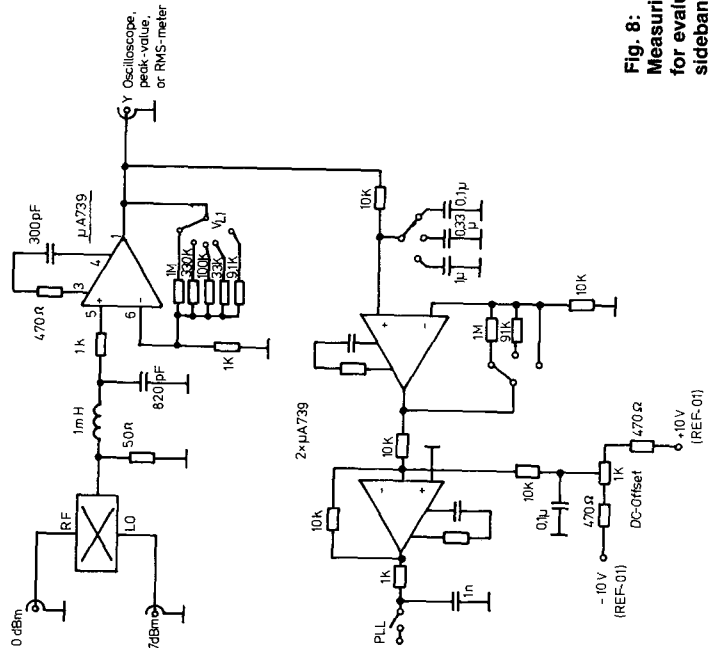 0 dBm
RF
LO
7dBm
50Ω
1mH
820pF
1k
470Ω
300pF
µA739
3
4
5
+
6
-
1
1K
1M
330K
100K
33K
9.1K
VL1
Y Oscilloscope,
peak-value,
or RMS-meter
10K
1µ
0,33
µ
0,1µ
2×µA739
+
-
1M
91K
10K
10K
10K
-
+
1K
1n
PLL
10K
0,1µ
470Ω
1K
470Ω
DC-Offset
- 10V
(REF-01)
+10V
(REF-01)
Fig. 8:
Measuring
for evalu
sideban